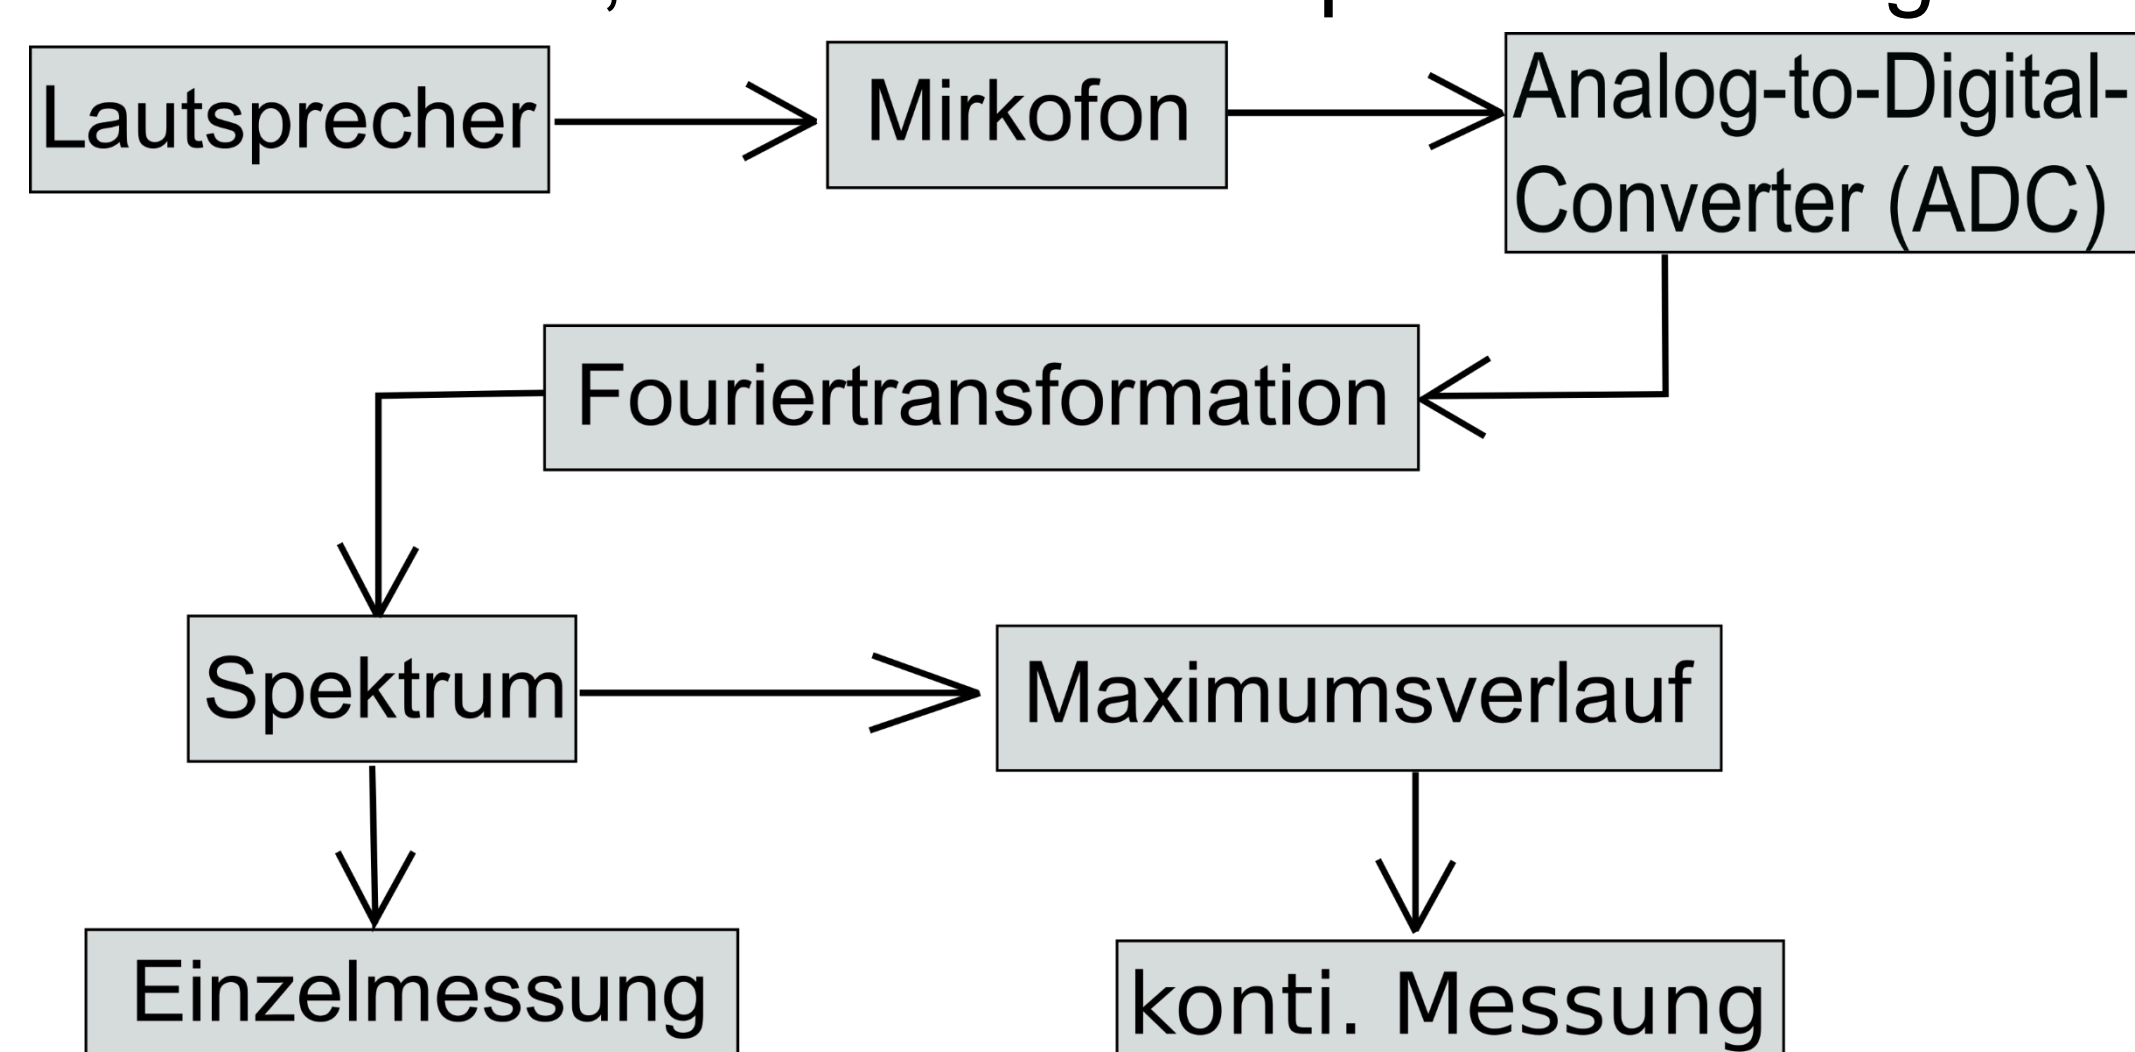 Lautsprecher
Mirkofon
Analog-to-Digital-
Converter (ADC)
Fouriertransformation
Spektrum
Maximumsverlauf
Einzelmessung
konti. Messung